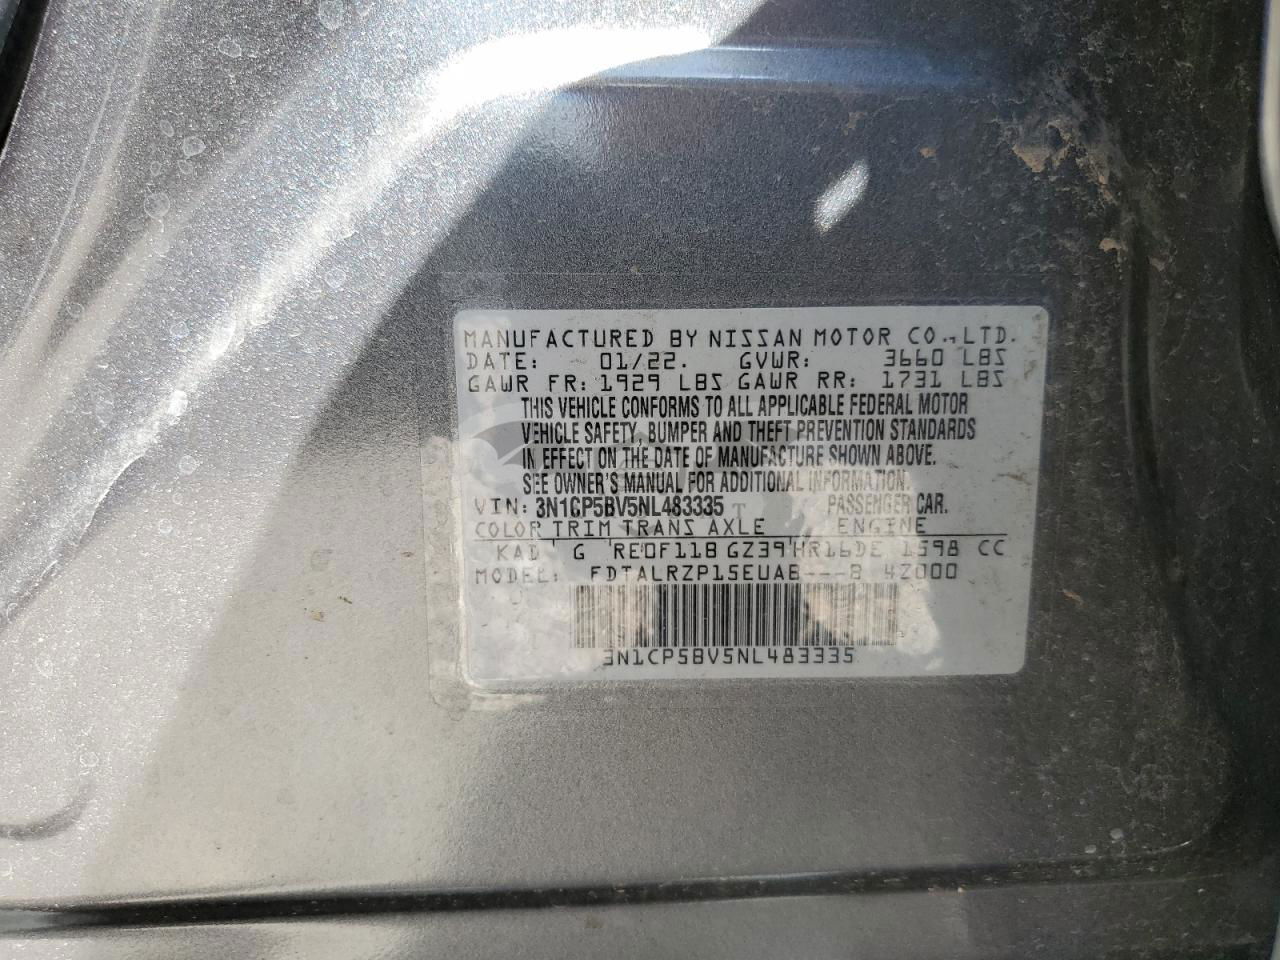 MANUFACTURED BY NISSAN MOTOR CO., LTD.
DATE: 01/22. GVWR: 3660 LBS
GAWR FR: 1929 LBS GAWR RR: 1731 LBS
THIS VEHICLE CONFORMS TO ALL APPLICABLE FEDERAL MOTOR
VEHICLE SAFETY, BUMPER AND THEFT PREVENTION STANDARDS
IN EFFECT ON THE DATE OF MANUFACTURE SHOWN ABOVE.
SEE OWNER'S MANUAL FOR ADDITIONAL INFORMATION.
VIN: 3N1CP5BV5NL483335 PASSENGER CAR.
COLOR TRIM TRANS AXLE ENGINE
KAD G RE0F11B GZ39 HR16DE 1598 CC
MODEL: FDTALRZP15EUAB---B 4Z000
3N1CP5BV5NL483335